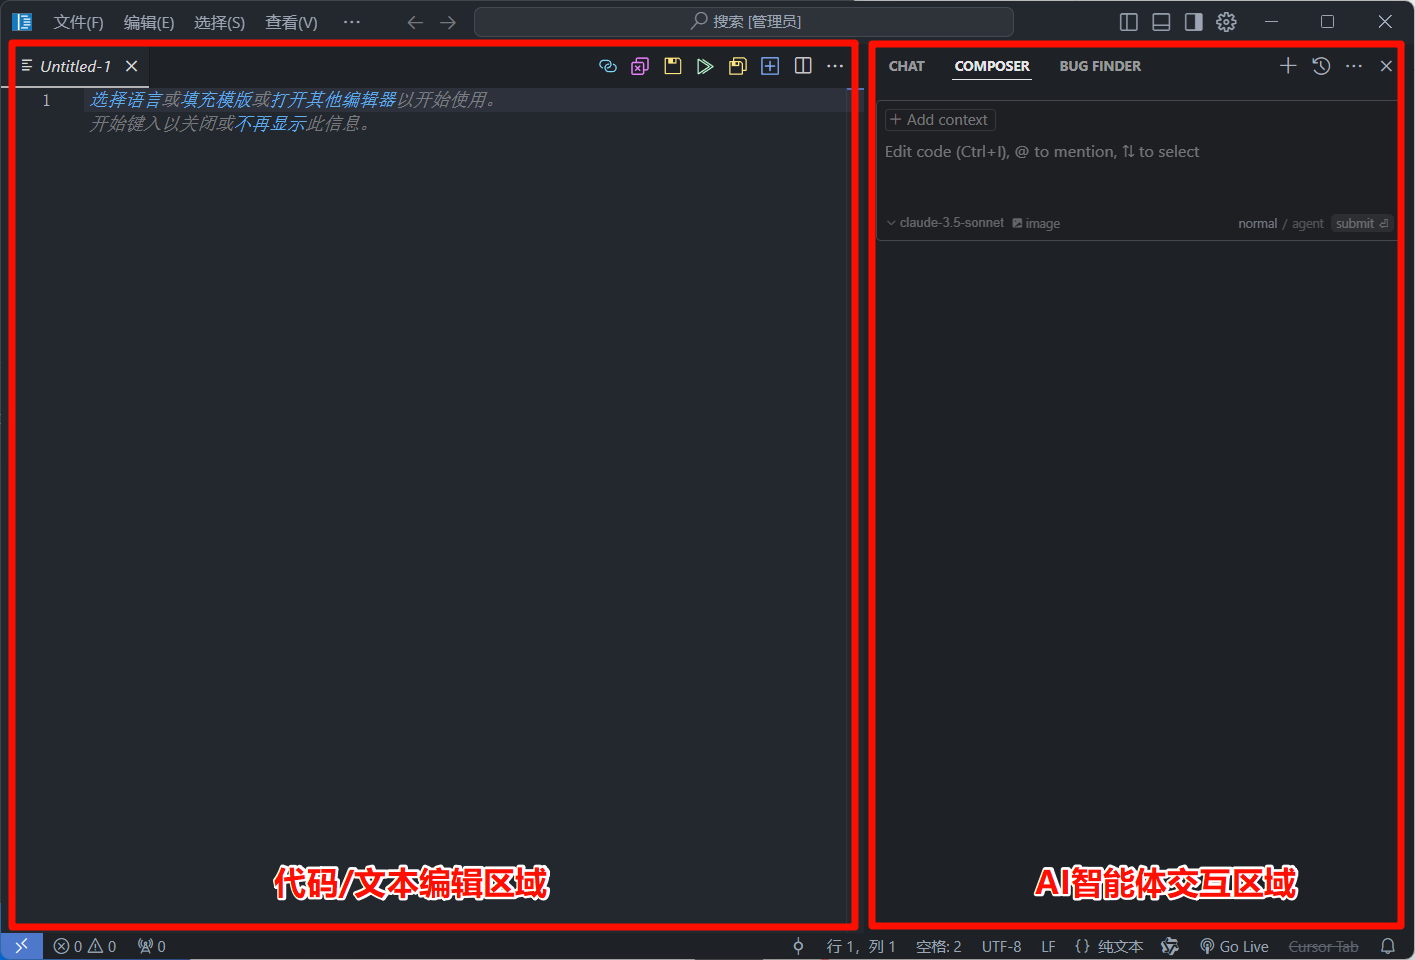 文件(F) 编辑(E) 选择(S) 查看(V) ··· 搜索 [管理员]
Untitled-1
1 选择语言或填充模版或打开其他编辑器以开始使用。
开始键入以关闭或不再显示此信息。
代码/文本编辑区域
CHAT COMPOSER BUG FINDER
+ Add context
Edit code (Ctrl+I), @ to mention, ⇅ to select
claude-3.5-sonnet image normal / agent submit ⏎
AI智能体交互区域
0 0 0 行 1, 列 1 空格: 2 UTF-8 LF {} 纯文本 Go Live Cursor Tab